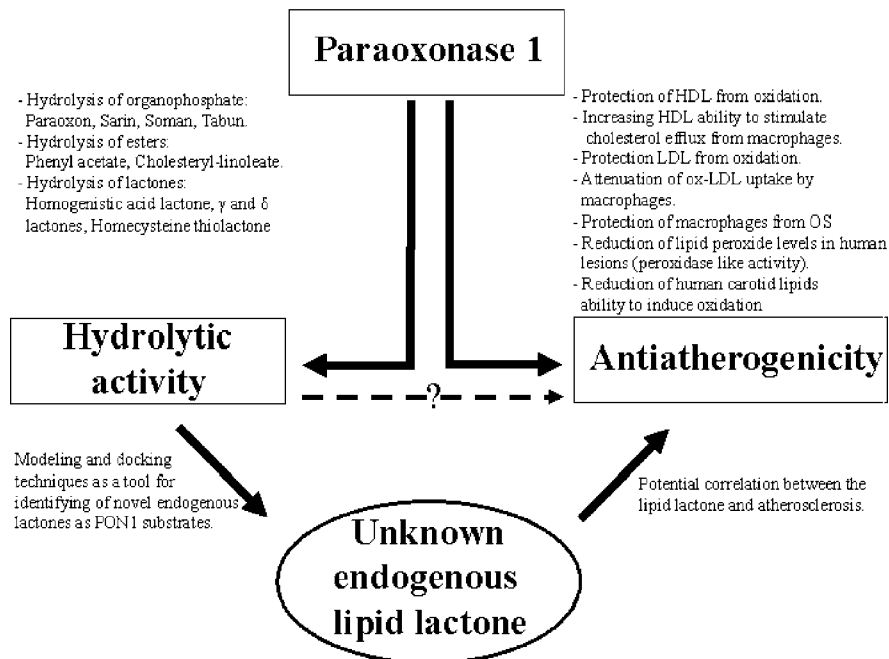 Paraoxonase 1
- Hydrolysis of organophosphate:
Paraoxon, Sarin, Soman, Tabun.
- Hydrolysis of esters:
Phenyl acetate, Cholesteryl-linoleate.
- Hydrolysis of lactones:
Homogenistic acid lactone, γ and δ
lactones, Homecysteine thiolactone
- Protection of HDL from oxidation.
- Increasing HDL ability to stimulate
cholesterol efflux from macrophages.
- Protection LDL from oxidation.
- Attenuation of ox-LDL uptake by
macrophages.
- Protection of macrophages from OS
- Reduction of lipid peroxide levels in human
lesions (peroxidase like activity).
- Reduction of human carotid lipids
ability to induce oxidation
Hydrolytic
activity
?
Antiatherogenicity
Modeling and docking
techniques as a tool for
identifying of novel endogenous
lactones as PON1 substrates.
Potential correlation between the
lipid lactone and atherosclerosis.
Unknown
endogenous
lipid lactone